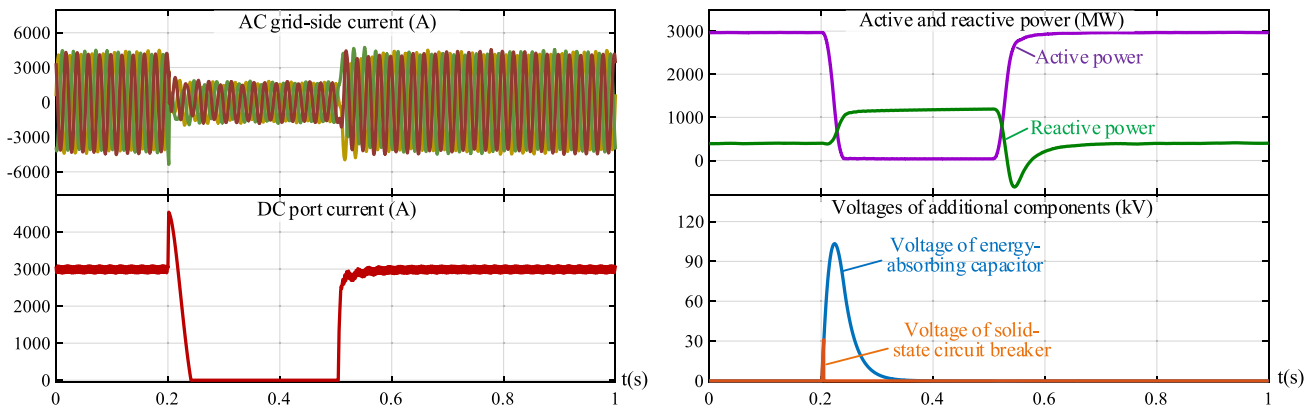 AC grid-side current (A)
6000
3000
0
-3000
-6000
DC port current (A)
4000
3000
2000
1000
0
0
0.2
0.4
0.6
0.8
1
t(s)
Active and reactive power (MW)
3000
2000
1000
0
Active power
Reactive power
Voltages of additional components (kV)
120
90
60
30
0
Voltage of energy-
absorbing capacitor
Voltage of solid-
state circuit breaker
0
0.2
0.4
0.6
0.8
1
t(s)